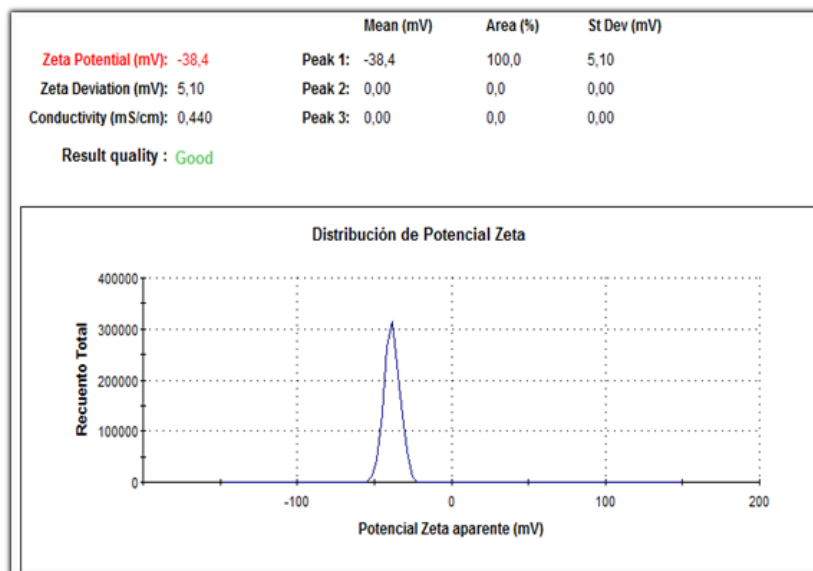 Mean (mV) Area (%) St Dev (mV)
Zeta Potential (mV): -38,4 Peak 1: -38,4 100,0 5,10
Zeta Deviation (mV): 5,10 Peak 2: 0,00 0,0 0,00
Conductivity (mS/cm): 0,440 Peak 3: 0,00 0,0 0,00
Result quality : Good
Distribución de Potencial Zeta
400000
300000
200000
100000
0
Recuento Total
-100 0 100 200
Potencial Zeta aparente (mV)